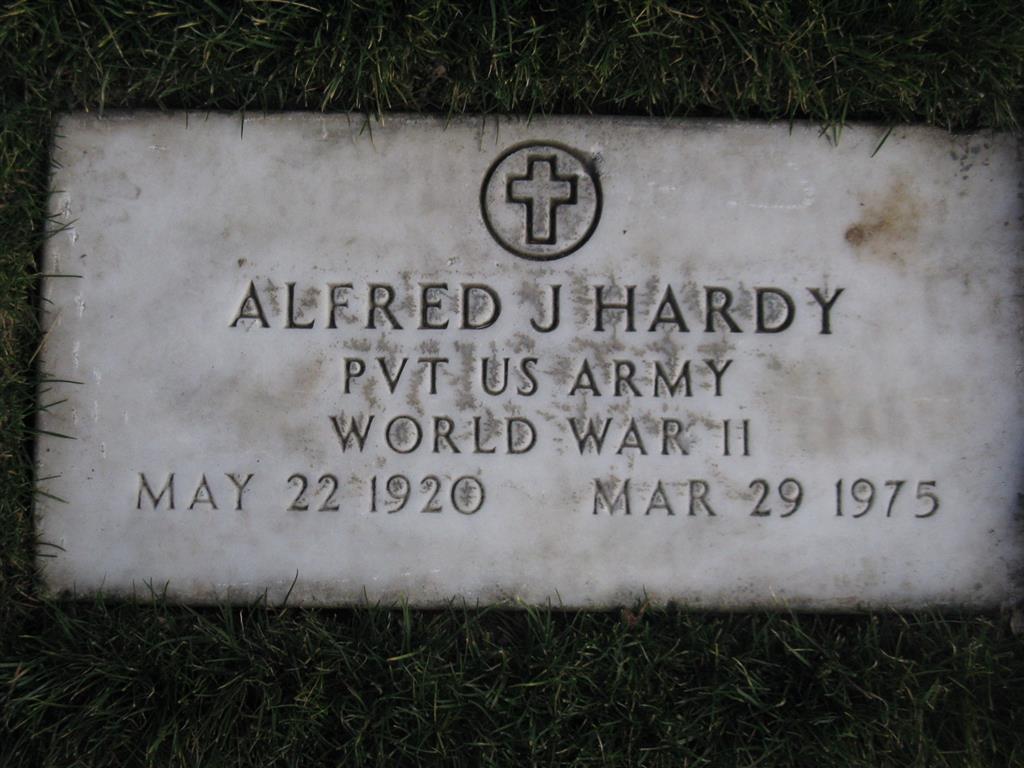 ALFRED J HARDY
PVT US ARMY
WORLD WAR II
MAY 22 1920 MAR 29 1975